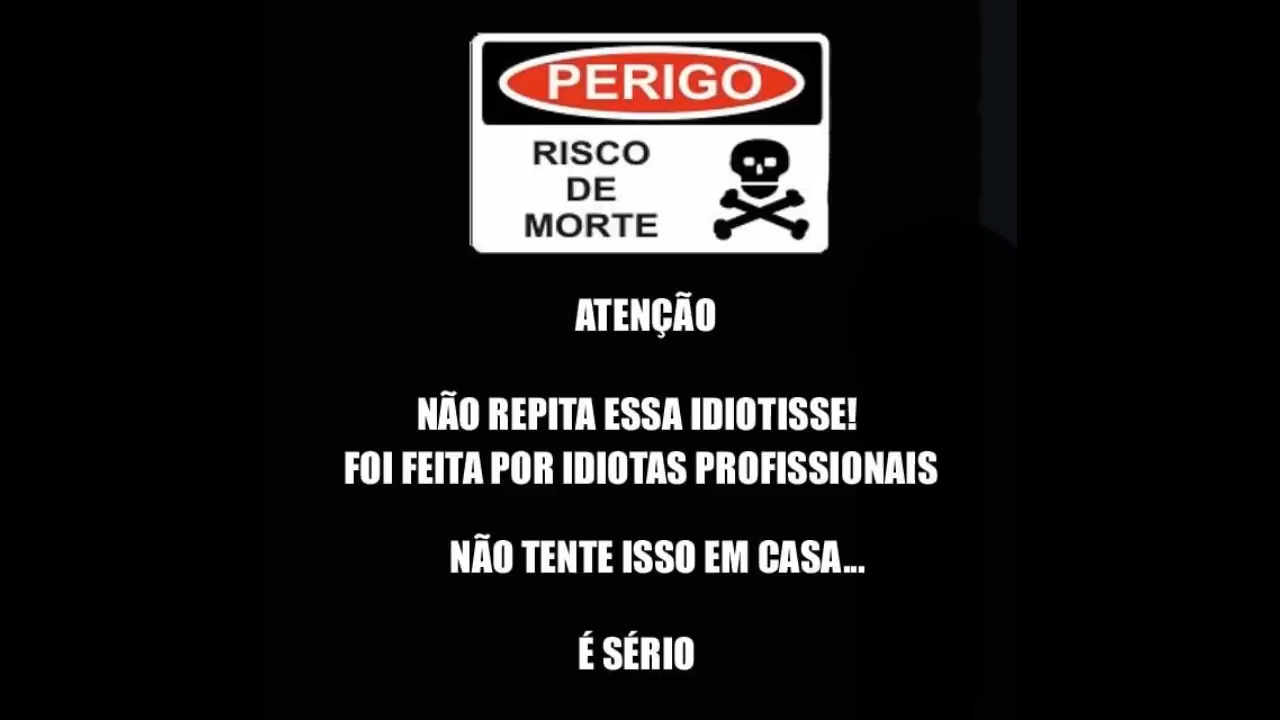 PERIGO
RISCO
DE
MORTE
ATENÇÃO
NÃO REPITA ESSA IDIOTISSE!
FOI FEITA POR IDIOTAS PROFISSIONAIS
NÃO TENTE ISSO EM CASA...
É SÉRIO